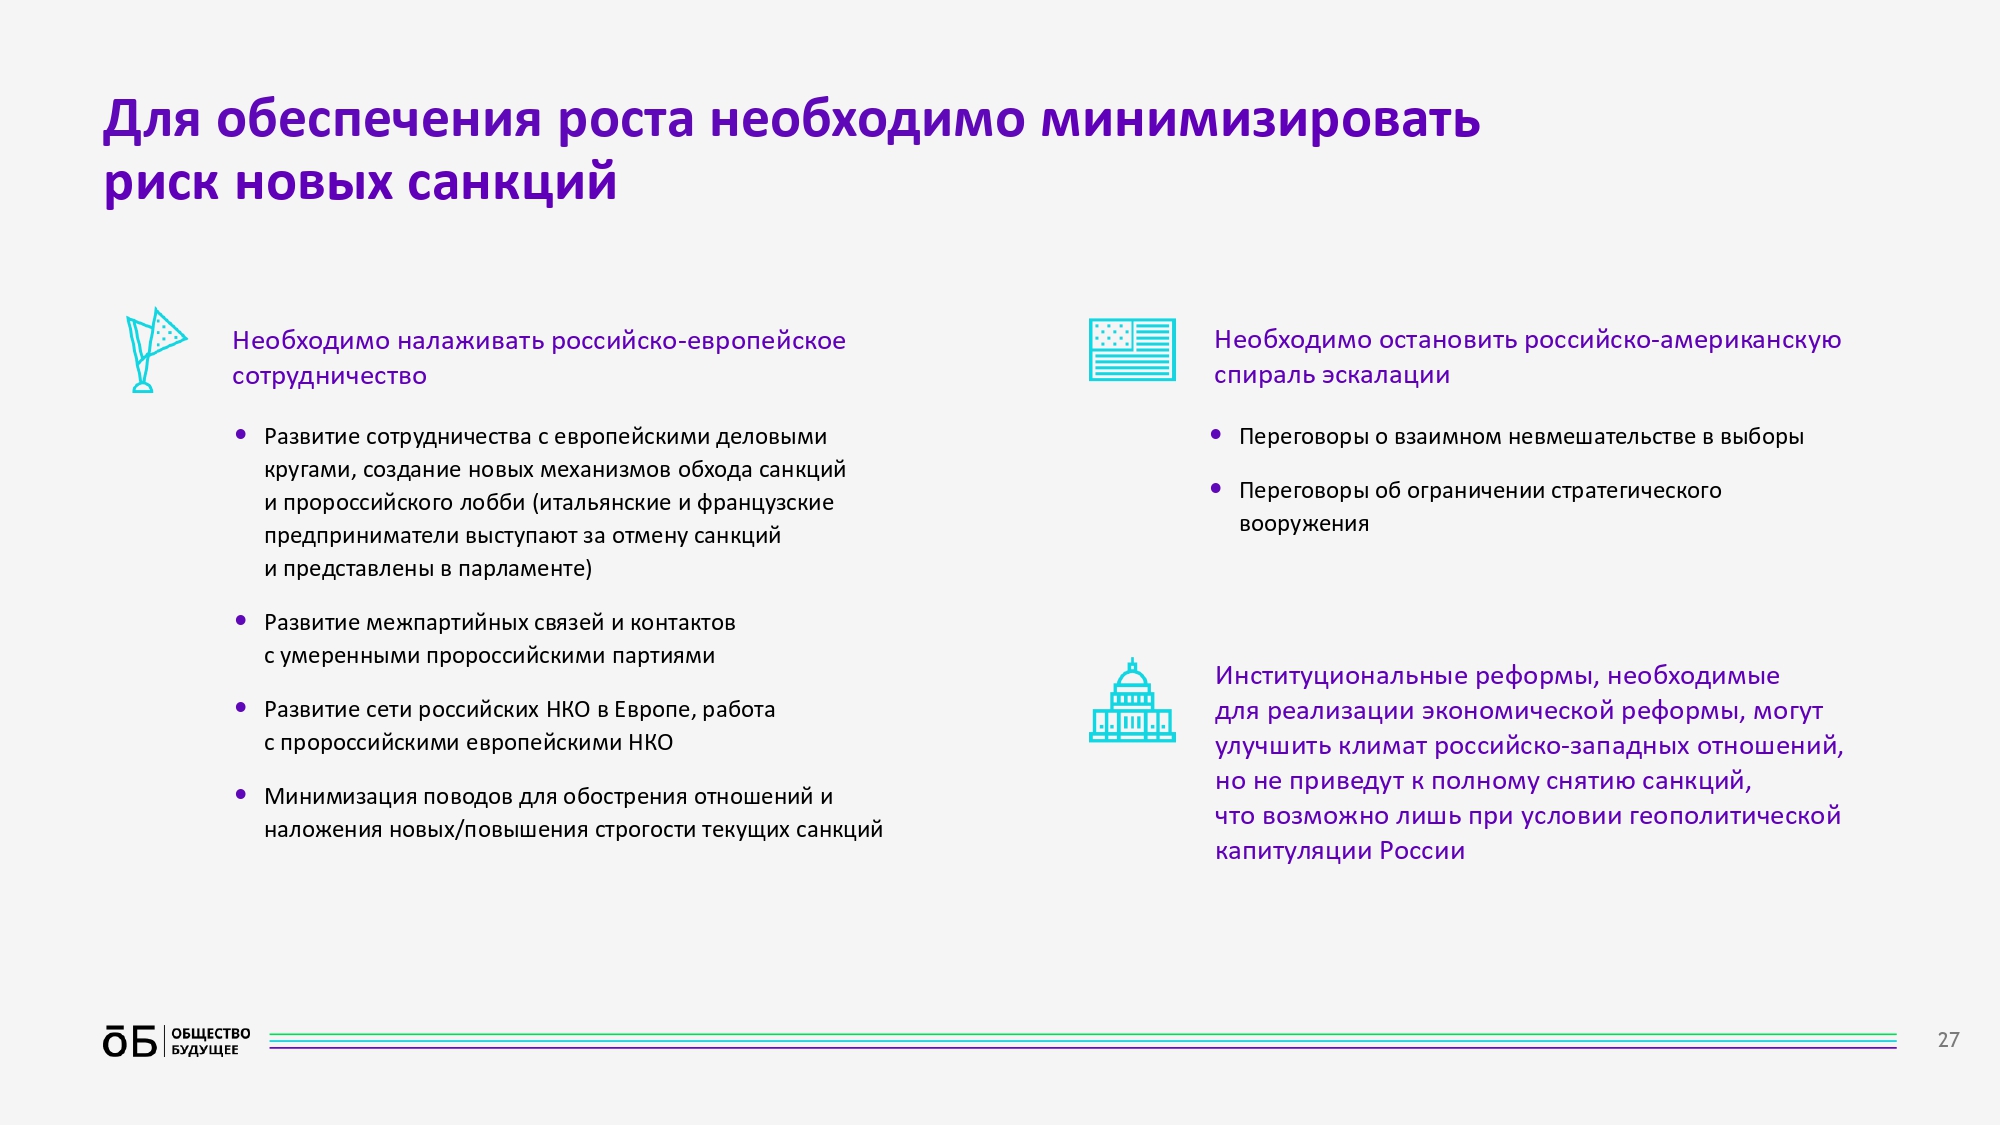 Для обеспечения роста необходимо минимизировать
риск новых санкций
Необходимо налаживать российско-европейское
сотрудничество
• Развитие сотрудничества с европейскими деловыми
кругами, создание новых механизмов обхода санкций
и пророссийского лобби (итальянские и французские
предприниматели выступают за отмену санкций
и представлены в парламенте)
• Развитие межпартийных связей и контактов
с умеренными пророссийскими партиями
• Развитие сети российских НКО в Европе, работа
с пророссийскими европейскими НКО
• Минимизация поводов для обострения отношений и
наложения новых/повышения строгости текущих санкций
Необходимо остановить российско-американскую
спираль эскалации
• Переговоры о взаимном невмешательстве в выборы
• Переговоры об ограничении стратегического
вооружения
Институциональные реформы, необходимые
для реализации экономической реформы, могут
улучшить климат российско-западных отношений,
но не приведут к полному снятию санкций,
что возможно лишь при условии геополитической
капитуляции России
ōБ
ОБЩЕСТВО
БУДУЩЕЕ
27